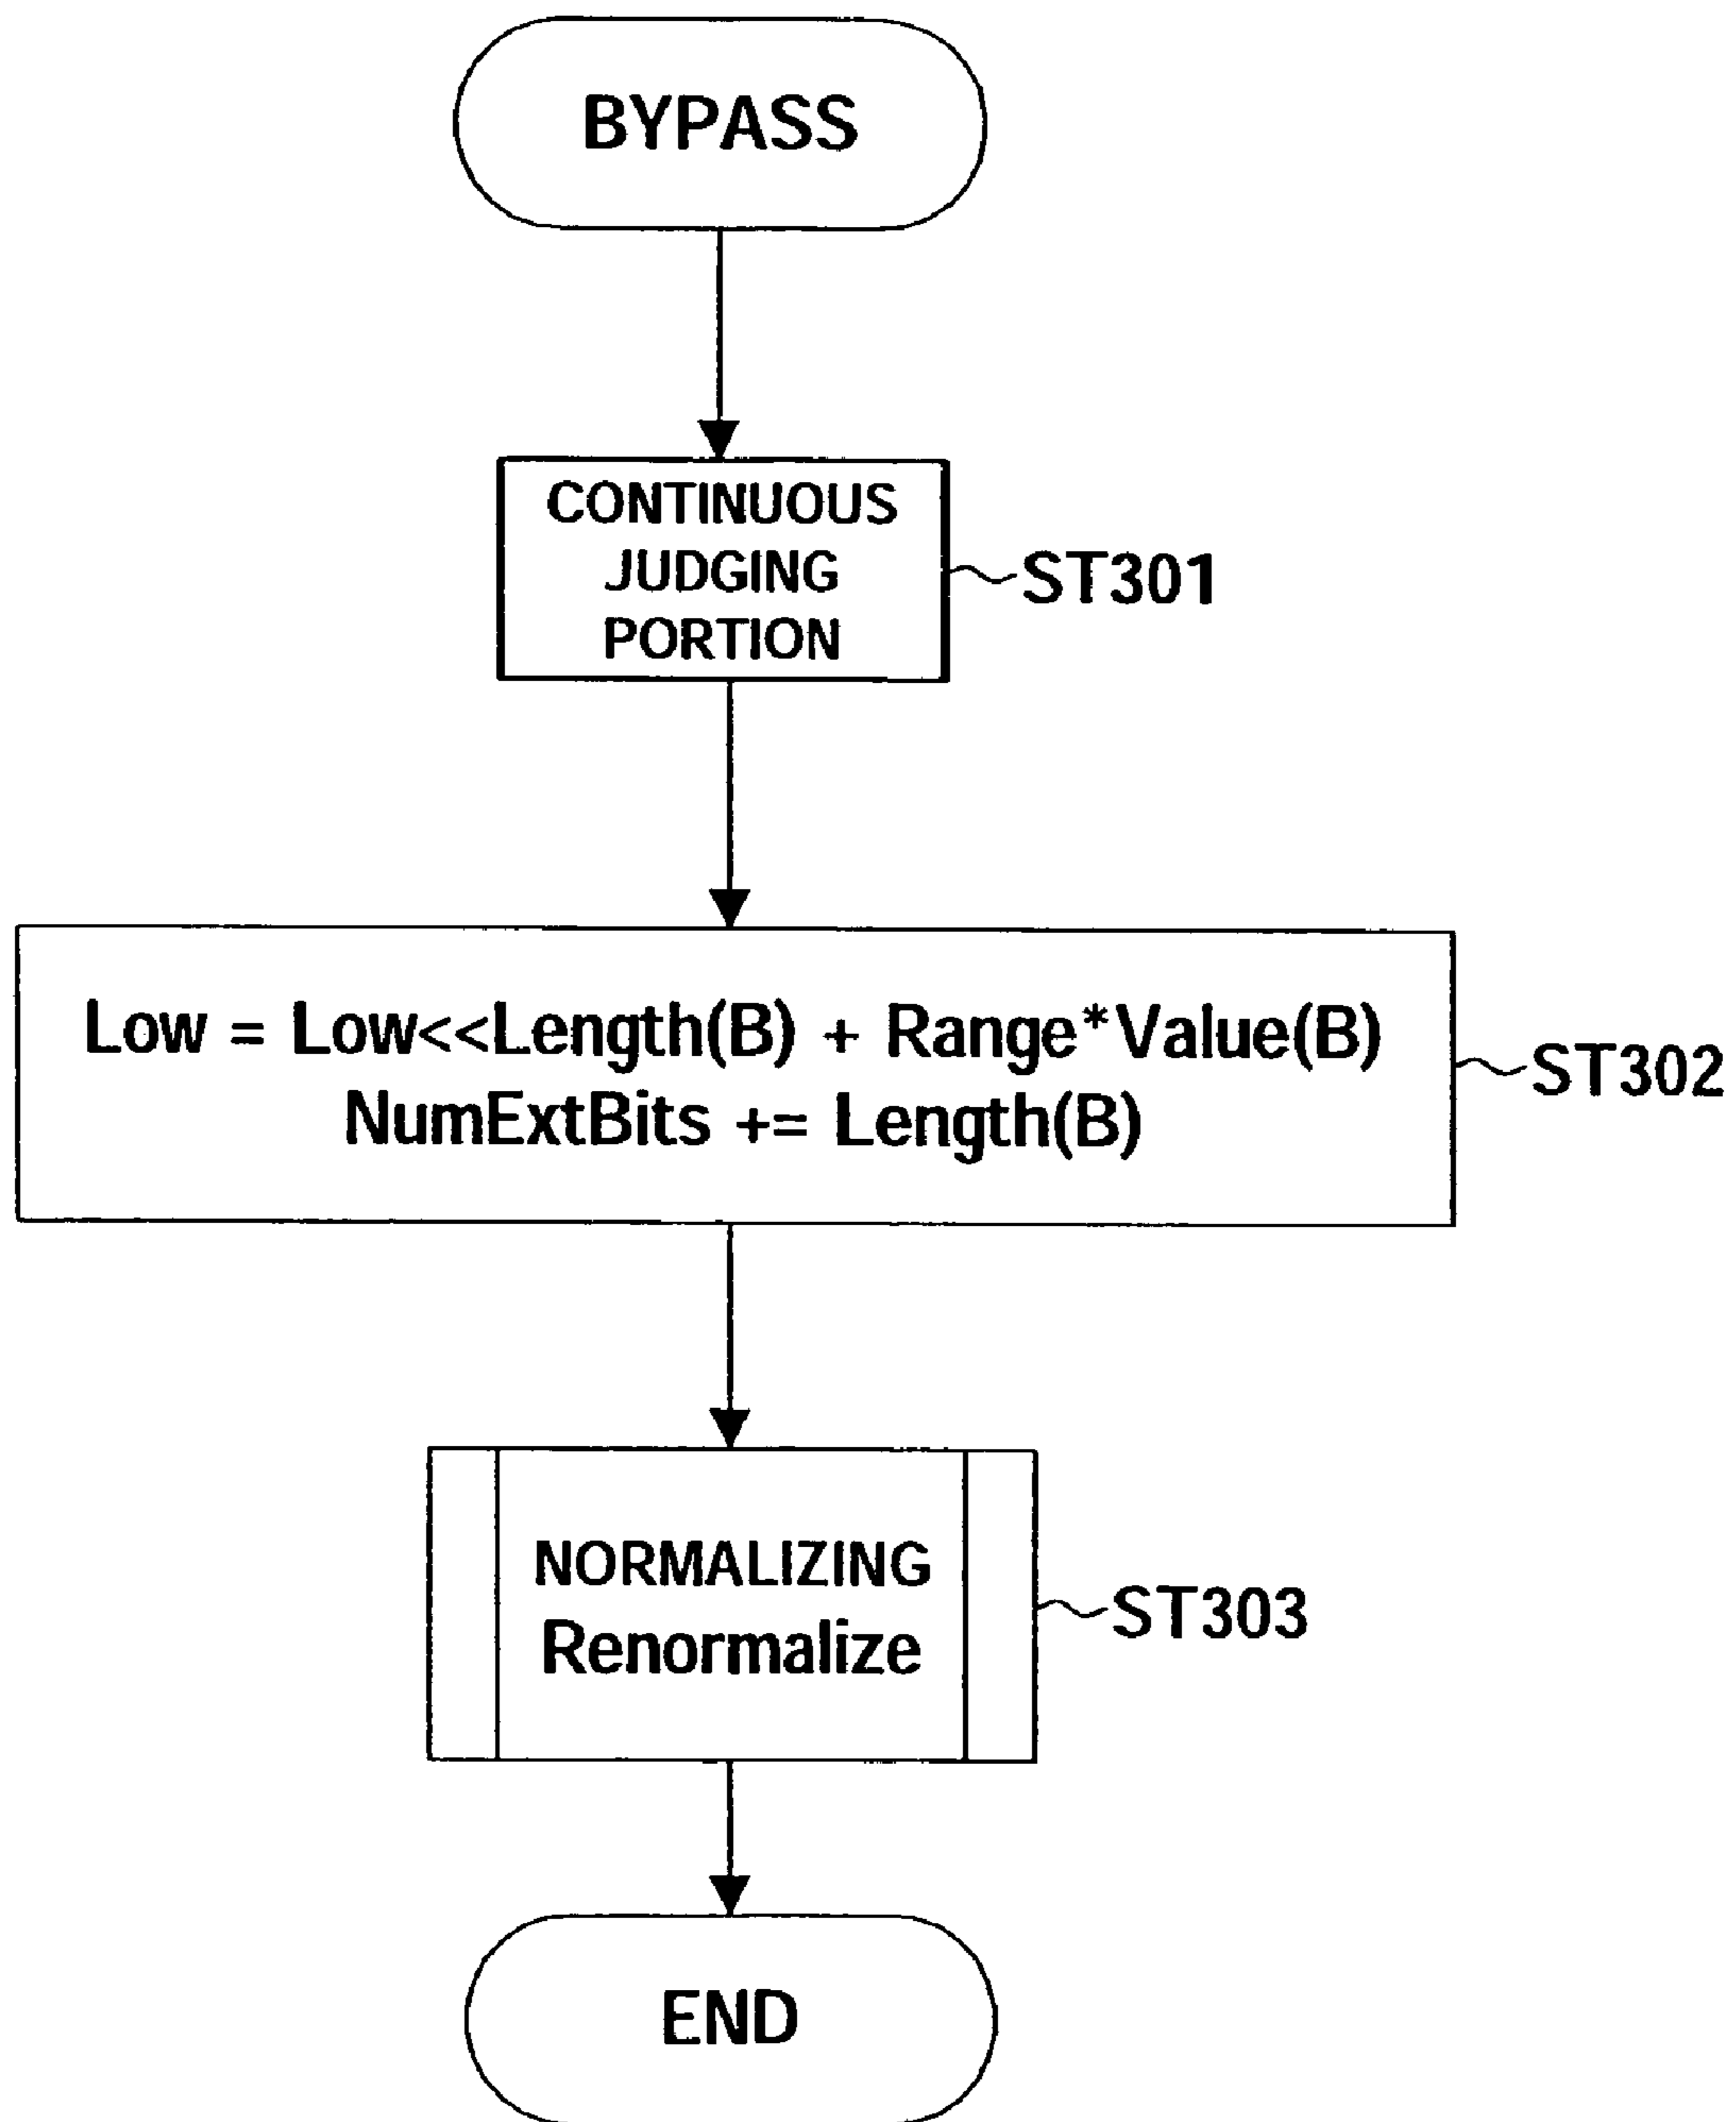 BYPASS
CONTINUOUS
JUDGING
PORTION
ST301
Low = Low<<Length(B) + Range*Value(B)
NumExtBits += Length(B)
ST302
NORMALIZING
Renormalize
ST303
END